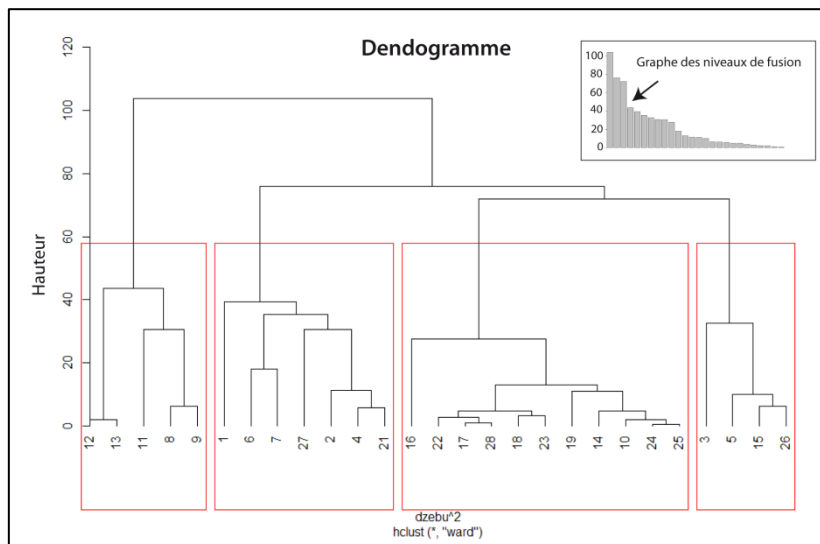 Dendogramme
Graphe des niveaux de fusion
100
80
60
40
20
0
Hauteur
120
100
80
60
40
20
0
12 13 11 8 9 1 6 7 27 2 4 21 16 22 17 28 18 23 19 14 10 24 25 3 5 15 26
dzebu^2
hclust (*, "ward")